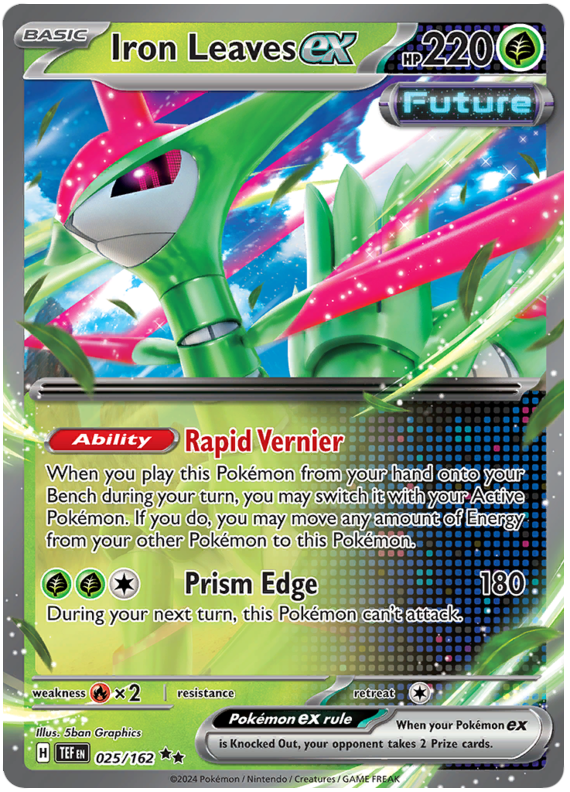 BASIC Iron Leaves ex HP 220
Future
Ability Rapid Vernier
When you play this Pokémon from your hand onto your
Bench during your turn, you may switch it with your Active
Pokémon. If you do, you may move any amount of Energy
from your other Pokémon to this Pokémon.
Prism Edge 180
During your next turn, this Pokémon can't attack.
weakness ×2 resistance retreat
Illus. 5ban Graphics
H TEF EN 025/162
Pokémon ex rule When your Pokémon ex
is Knocked Out, your opponent takes 2 Prize cards.
©2024 Pokémon / Nintendo / Creatures / GAME FREAK